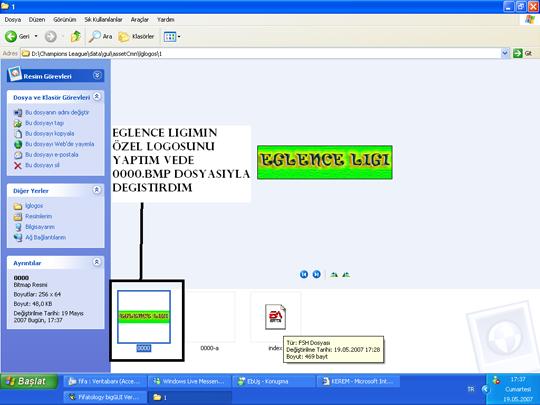 1
Dosya Düzen Görünüm Sık Kullanılanlar Araçlar Yardım
Geri Ara Klasörler
Adres D:\Champions League\data\gui\assetCmn\lglogos\1 Git
Resim Görevleri
Dosya ve Klasör Görevleri
Bu dosyanın adını değiştir
Bu dosyayı taşı
Bu dosyayı kopyala
Bu dosyayı Web'de yayımla
Bu dosyayı e-postala
Bu dosyayı sil
Diğer Yerler
lglogos
Resimlerim
Bilgisayarım
Ağ Bağlantılarım
Ayrıntılar
0000
Bitmap Resmi
Boyutlar: 256 x 64
Boyut: 48,0 KB
Değiştirilme Tarihi: 19 Mayıs
2007 Bugün, 17:37
EGLENCE LIGIMIN
ÖZEL LOGOSUNU
YAPTIM VEDE
0000.BMP DOSYASIYLA
DEGISTIRDIM
EGLENCE LIGI
EGLENCE LIGI
0000
0000-a
index
Tür: FSH Dosyası
Değiştirilme Tarihi: 19.05.2007 17:28
Boyut: 469 bayt
Başlat
Fifa : Veritabanı (Acce...
Windows Live Messen...
EbUş - Konuşma
KEREM - Microsoft Int...
Fifatology bigGUI Ver...
1
TR
17:37
Cumartesi
19.05.2007